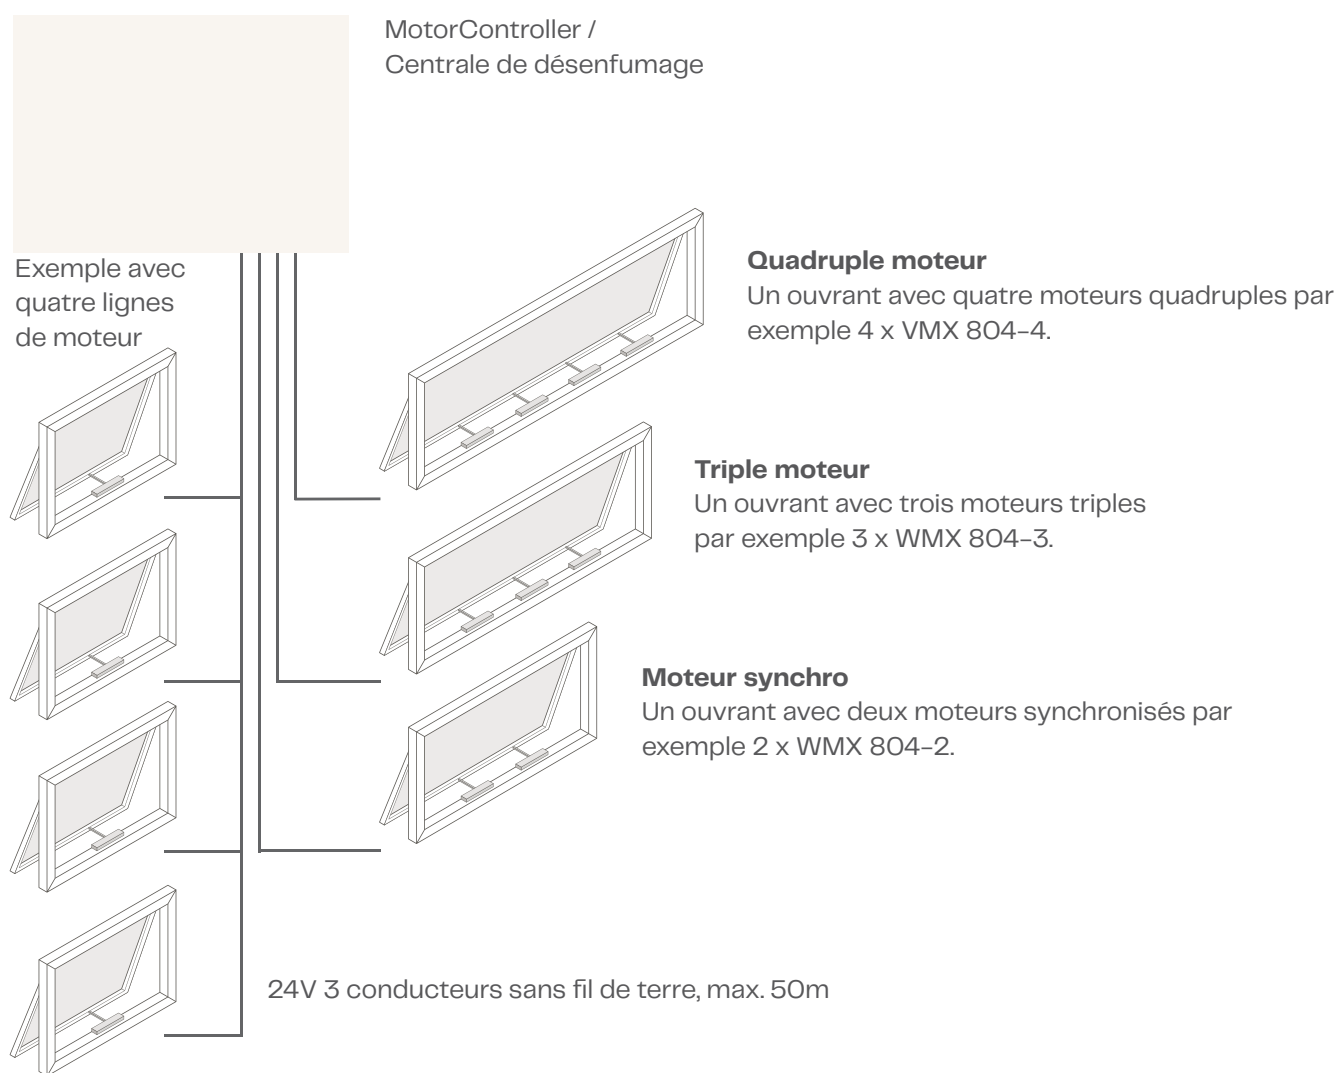 MotorController /
Centrale de désenfumage
Exemple avec
quatre lignes
de moteur
Quadruple moteur
Un ouvrant avec quatre moteurs quadruples par
exemple 4 x VMX 804-4.
Triple moteur
Un ouvrant avec trois moteurs triples
par exemple 3 x WMX 804-3.
Moteur synchro
Un ouvrant avec deux moteurs synchronisés par
exemple 2 x WMX 804-2.
24V 3 conducteurs sans fil de terre, max. 50m